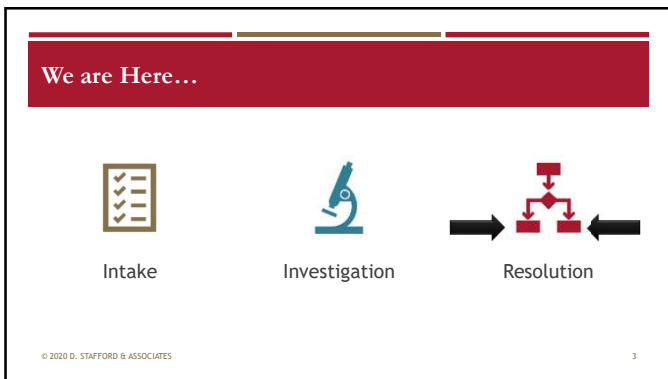 We are Here...
Intake
Investigation
Resolution
© 2020 D. STAFFORD & ASSOCIATES
3